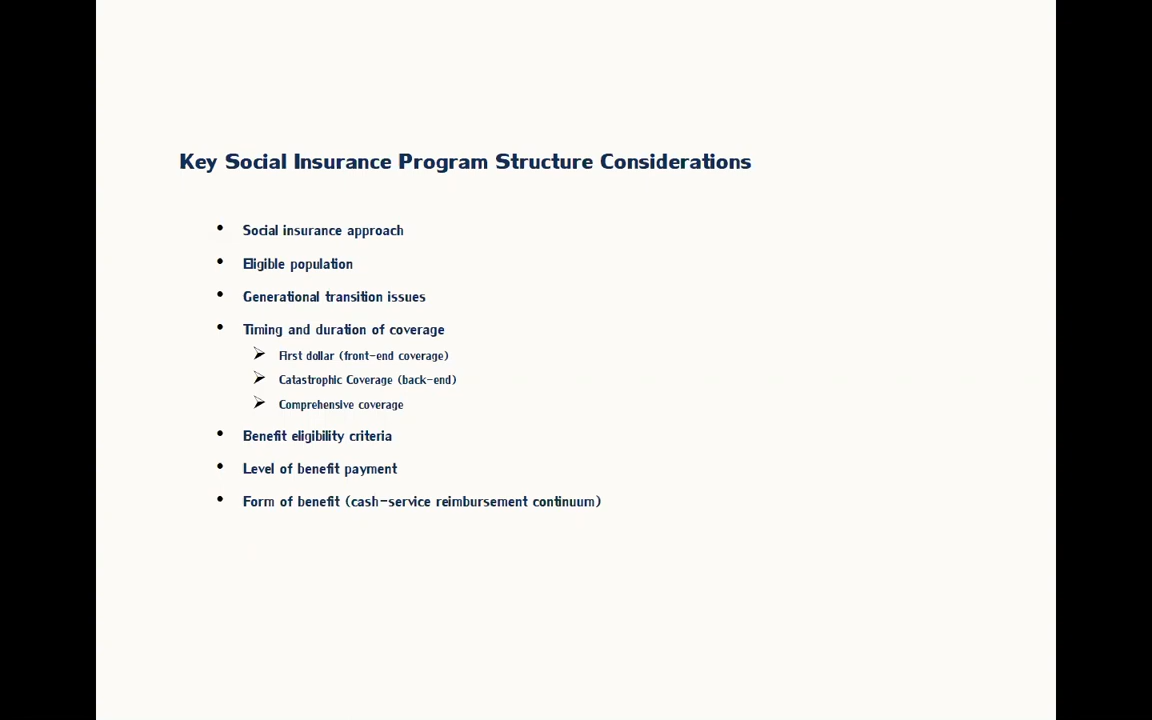 Key Social Insurance Program Structure Considerations
• Social insurance approach
• Eligible population
• Generational transition issues
• Timing and duration of coverage
➢ First dollar (front-end coverage)
➢ Catastrophic Coverage (back-end)
➢ Comprehensive coverage
• Benefit eligibility criteria
• Level of benefit payment
• Form of benefit (cash-service reimbursement continuum)